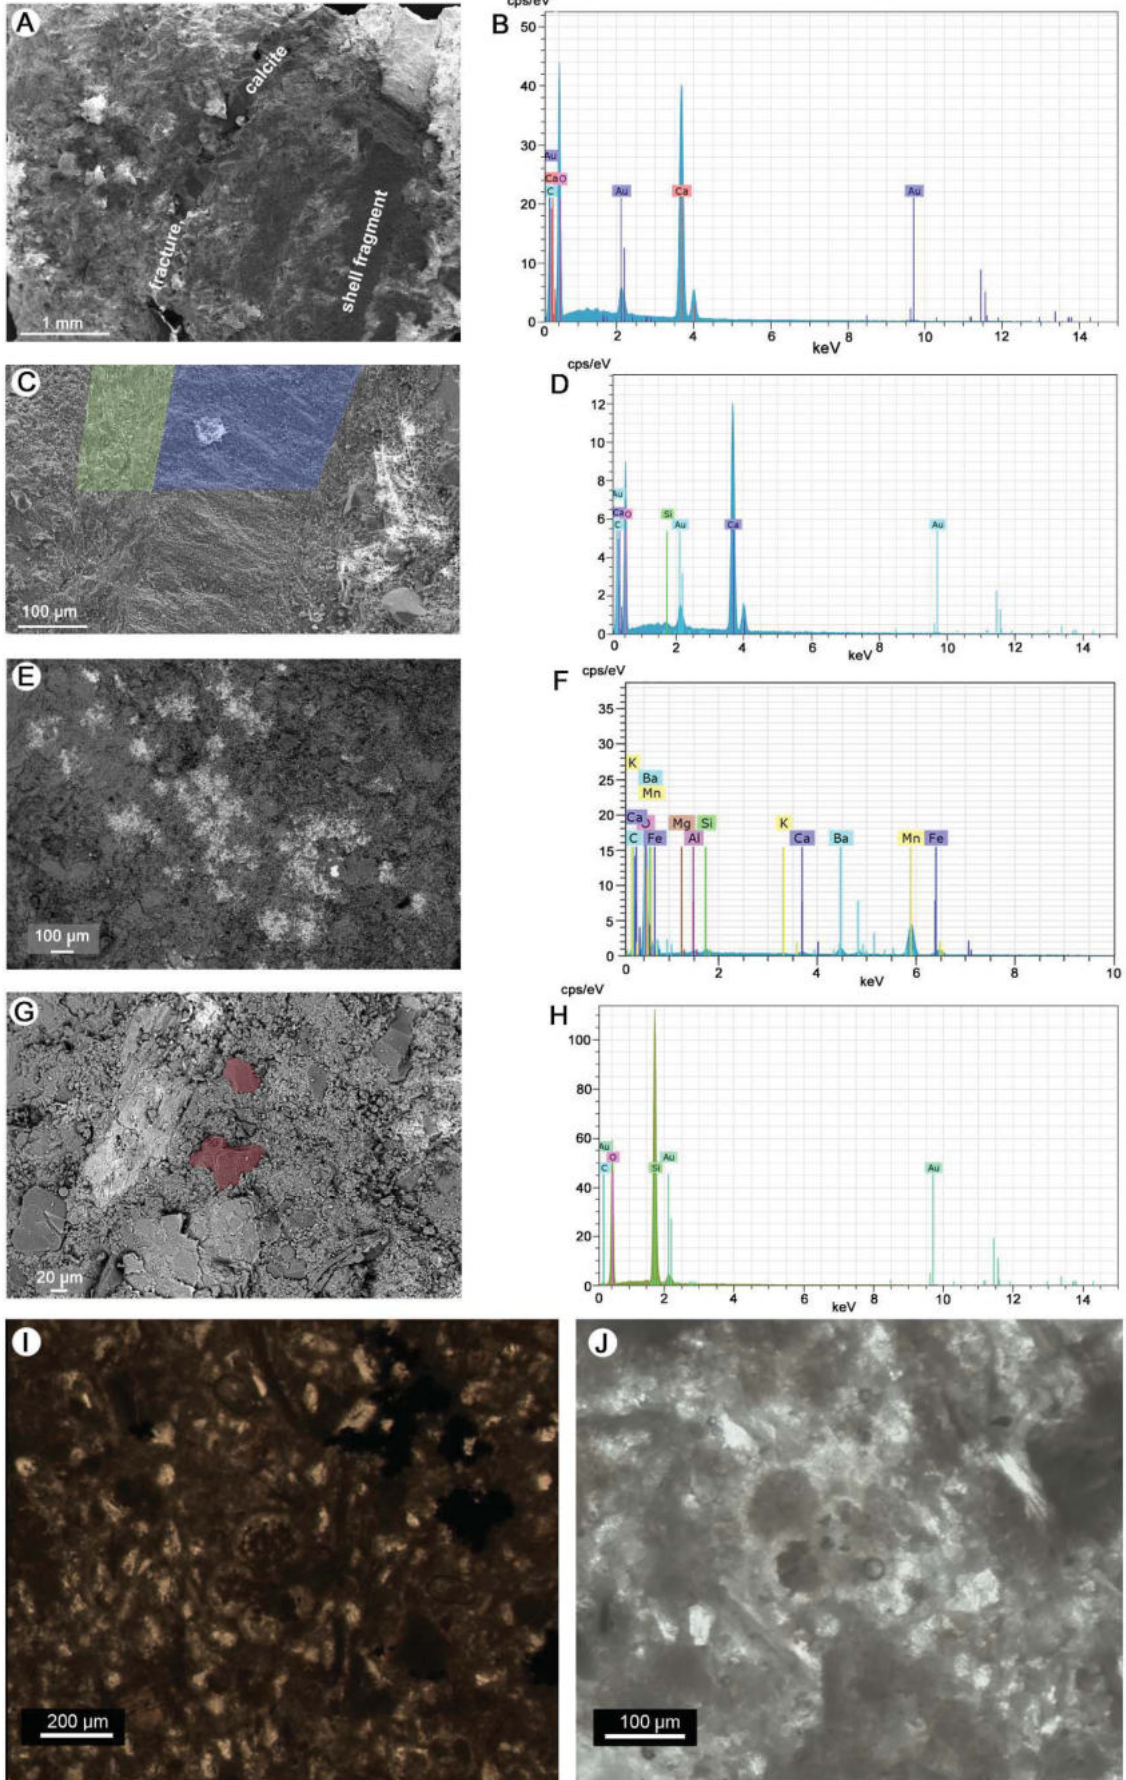 A
calcite
fracture
shell fragment
1 mm
B
cps/eV
50
40
30
20
10
0
Au
Ca O
C
Au
Ca
Au
0 2 4 6 8 10 12 14
keV
C
100 µm
D
cps/eV
12
10
8
6
4
2
0
Au
Ca O
C
Si
Au
Ca
Au
2 4 6 8 10 12 14
keV
E
100 µm
F
cps/eV
35
30
25
20
15
10
5
0
K
Ba
Mn
Ca O
C Fe
Mg Si
Al
K
Ca
Ba
Mn
Fe
0 2 4 6 8 10
keV
G
20 µm
H
cps/eV
100
80
60
40
20
0
Au
O
C
Si
Au
Au
0 2 4 6 8 10 12 14
keV
I
200 µm
J
100 µm